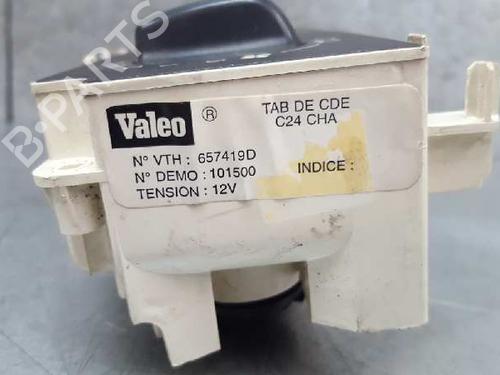 Valeo ®
TAB DE CDE
C24 CHA
N° VTH : 657419D
N° DEMO : 101500
TENSION : 12V
INDICE :
B-PARTS